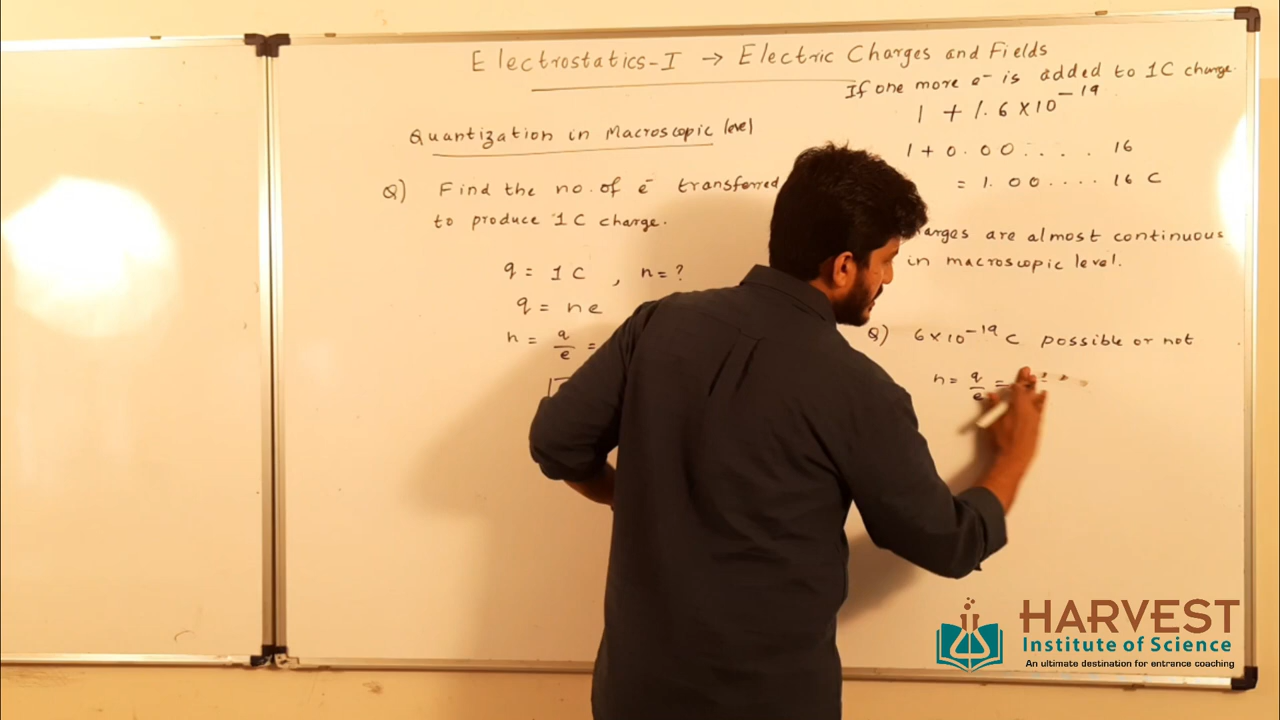 Electrostatics-I → Electric Charges and Fields
Quantization in Macroscopic level
Q) Find the no. of e⁻ transferred
to produce 1C charge.
q = 1C , n = ?
q = ne
n = q/e =
If one more e⁻ is added to 1C charge.
1 + 1.6×10⁻¹⁹
1 + 0.00..... 16
= 1.00.... 16 C
are almost continuous
in macroscopic level.
Q) 6×10⁻¹⁹ C possible or not
n = q/e =
HARVEST
Institute of Science
An ultimate destination for entrance coaching